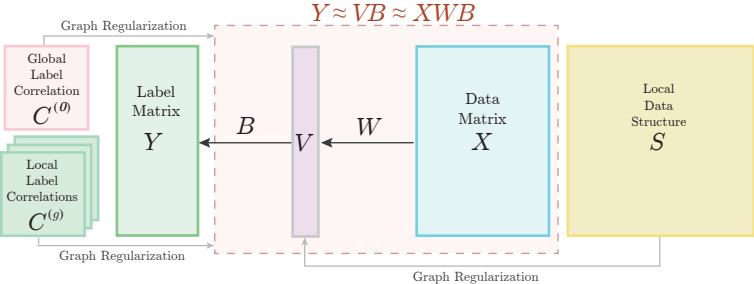 Y ≈ VB ≈ XWB
Graph Regularization
Global
Label
Correlation
C^(0)
Local
Label
Correlations
C^(g)
Label
Matrix
Y
B
V
W
Data
Matrix
X
Local
Data
Structure
S
Graph Regularization
Graph Regularization